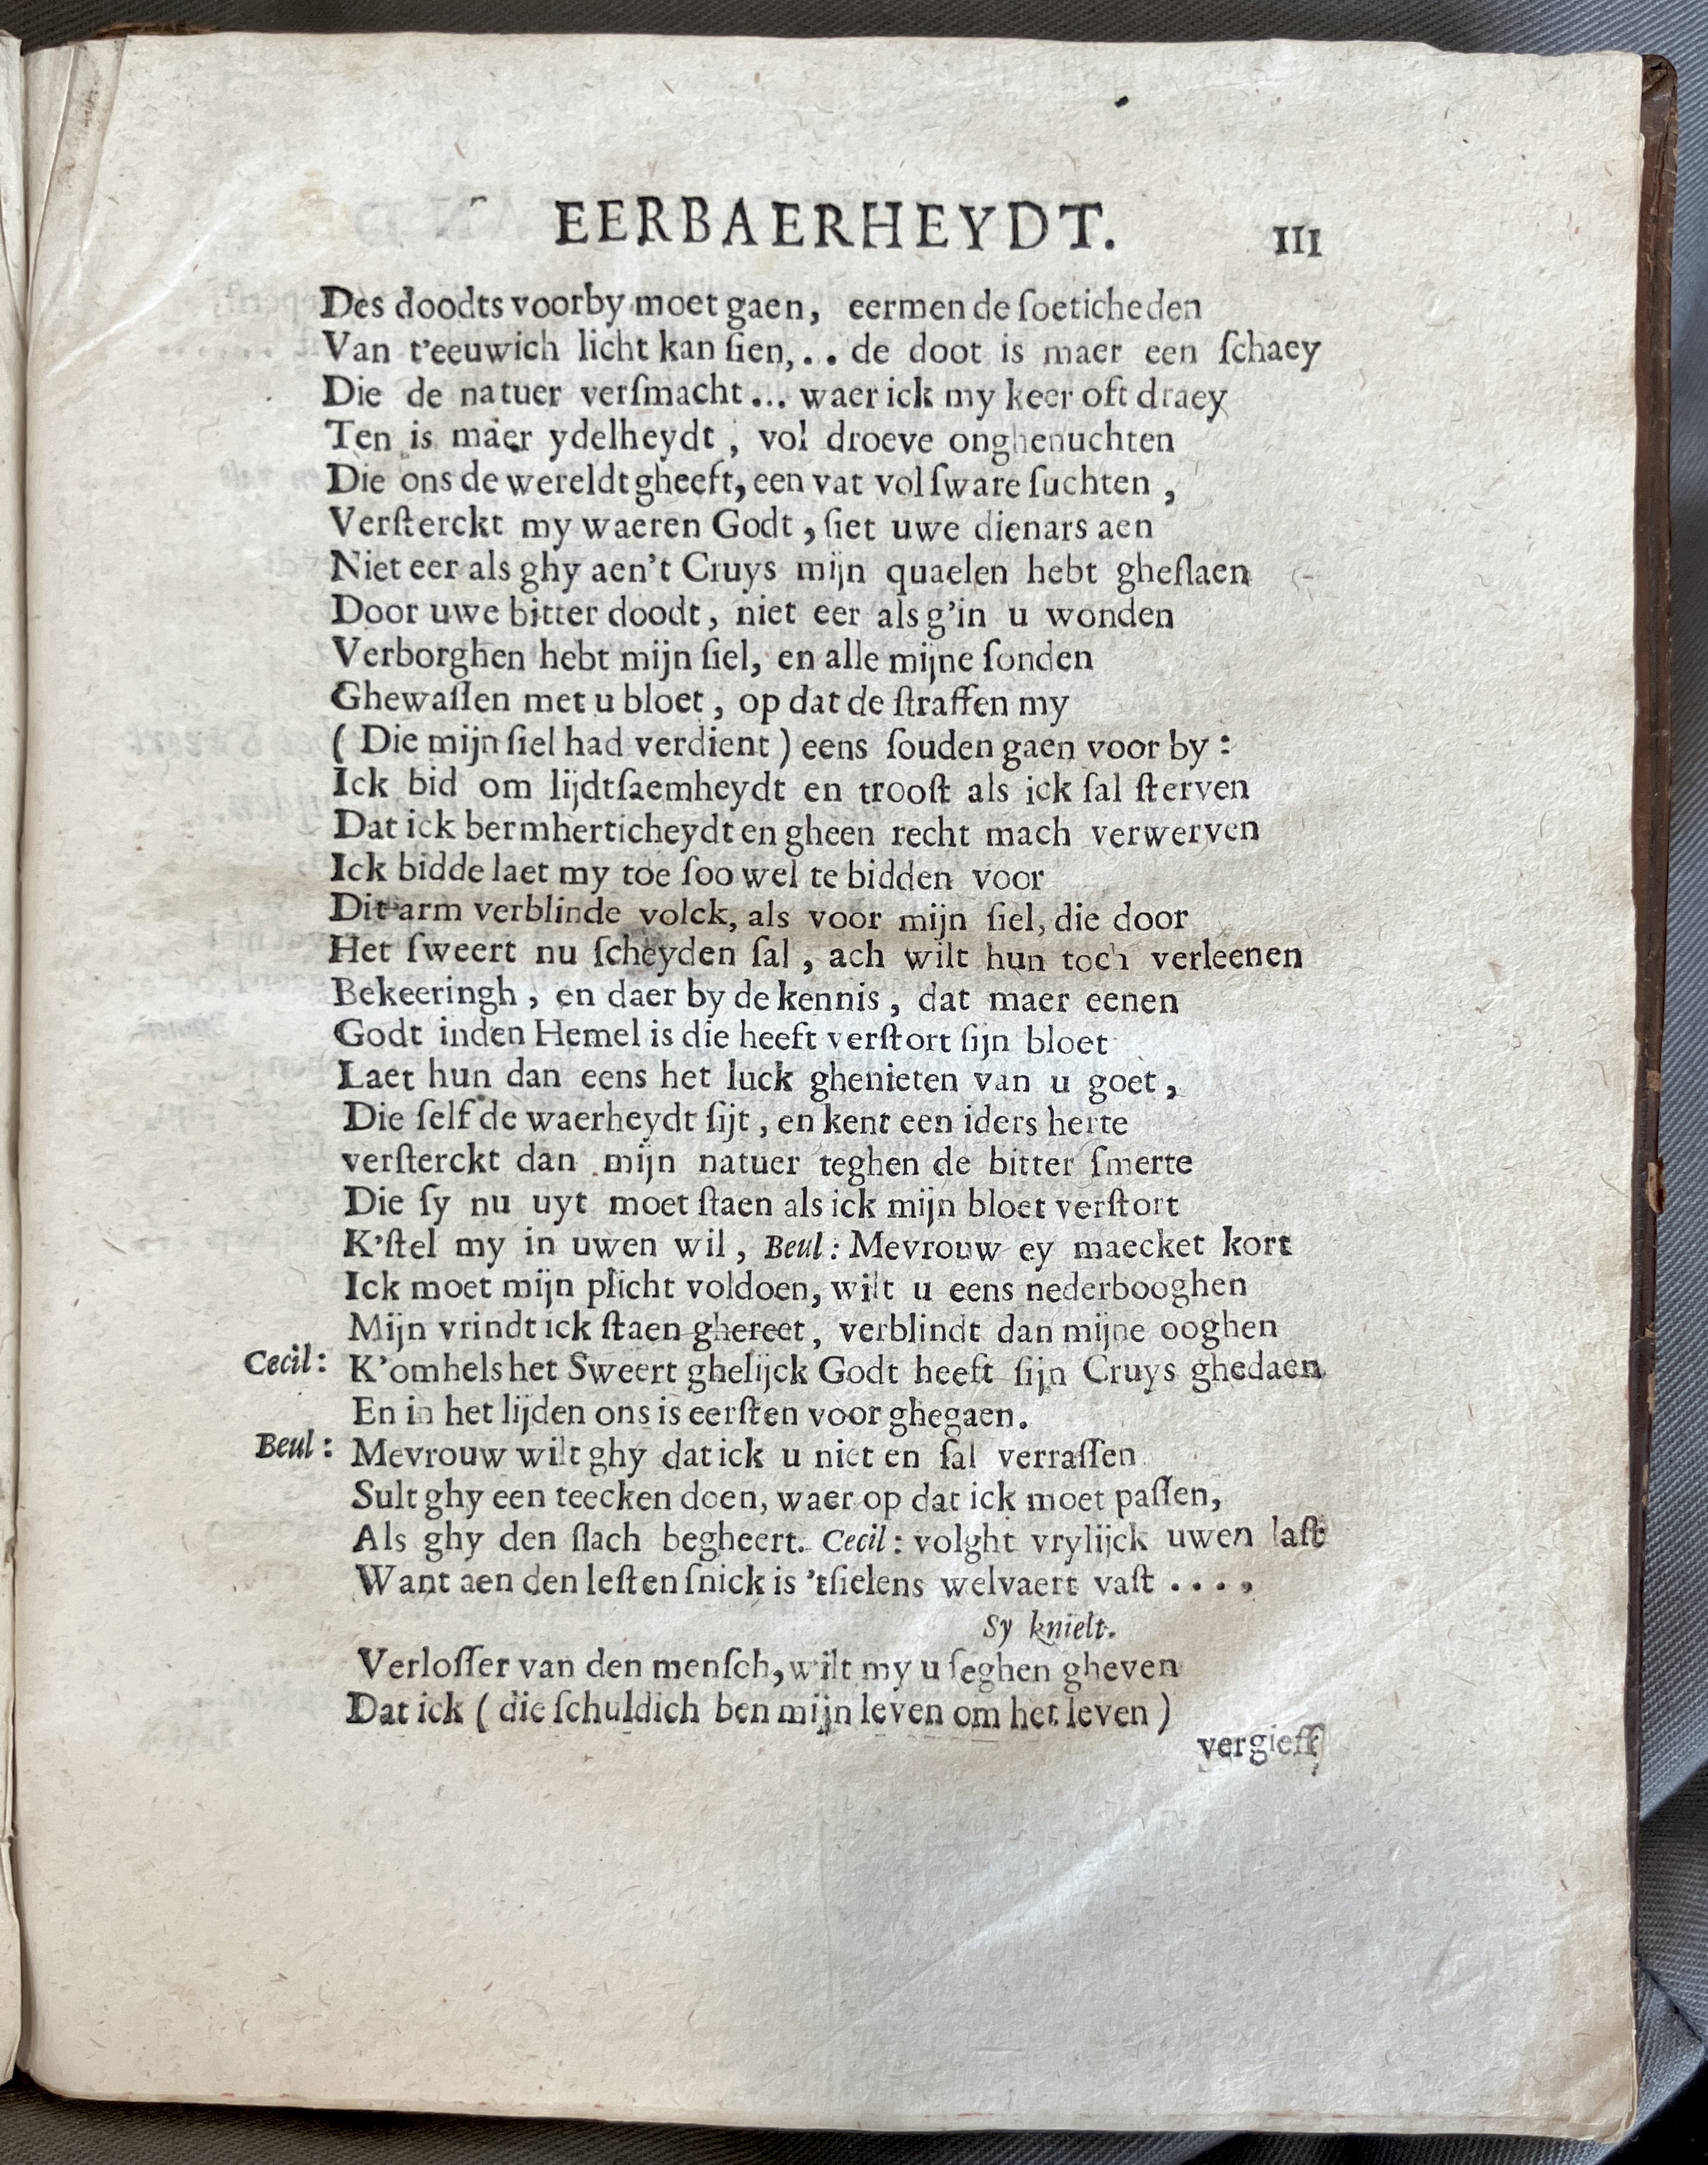 EERBAERHEYDT. 111
Des doodts voorby moet gaen, eermen de ſoeticheden
Van t'eeuwich licht kan ſien,.. de doot is maer een ſchaey
Die de natuer verſmacht... waer ick my keer oft draey
Ten is maer ydelheydt, vol droeve onghenuchten
Die ons de wereldt gheeft, een vat vol ſware ſuchten,
Verſterckt my waeren Godt, ſiet uwe dienars aen
Niet eer als ghy aen't Cruys mijn quaelen hebt gheſlaen
Door uwe bitter doodt, niet eer als g'in u wonden
Verborghen hebt mijn ſiel, en alle mijne ſonden
Ghewaſſen met u bloet, op dat de ſtraffen my
( Die mijn ſiel had verdient ) eens ſouden gaen voor by:
Ick bid om lijdtſaemheydt en trooſt als ick ſal ſterven
Dat ick bermherticheydt en gheen recht mach verwerven
Ick bidde laet my toe ſoo wel te bidden voor
Dit arm verblinde volck, als voor mijn ſiel, die door
Het ſweert nu ſcheyden ſal, ach wilt hun toch verleenen
Bekeeringh, en daer by de kennis, dat maer eenen
Godt inden Hemel is die heeft verſtort ſijn bloet
Laet hun dan eens het luck ghenieten van u goet,
Die ſelf de waerheydt ſijt, en kent een iders herte
verſterckt dan mijn natuer teghen de bitter ſmerte
Die ſy nu uyt moet ſtaen als ick mijn bloet verſtort
K'ſtel my in uwen wil, Beul: Mevrouw ey maecket kort
Ick moet mijn plicht voldoen, wilt u eens nederbooghen
Mijn vrindt ick ſtaen ghereet, verblindt dan mijne ooghen
Cecil: K'omhels het Sweert ghelijck Godt heeft ſijn Cruys ghedaen
En in het lijden ons is eerſten voor ghegaen.
Beul: Mevrouw wilt ghy dat ick u niet en ſal verraſſen
Sult ghy een teecken doen, waer op dat ick moet paſſen,
Als ghy den ſlach begheert. Cecil: volght vrylijck uwen laſt
Want aen den leſten ſnick is 'tſielens welvaert vaſt ....,
Sy knielt.
Verloſſer van den menſch, wilt my u ſeghen gheven
Dat ick ( die ſchuldich ben mijn leven om het leven )
vergieff